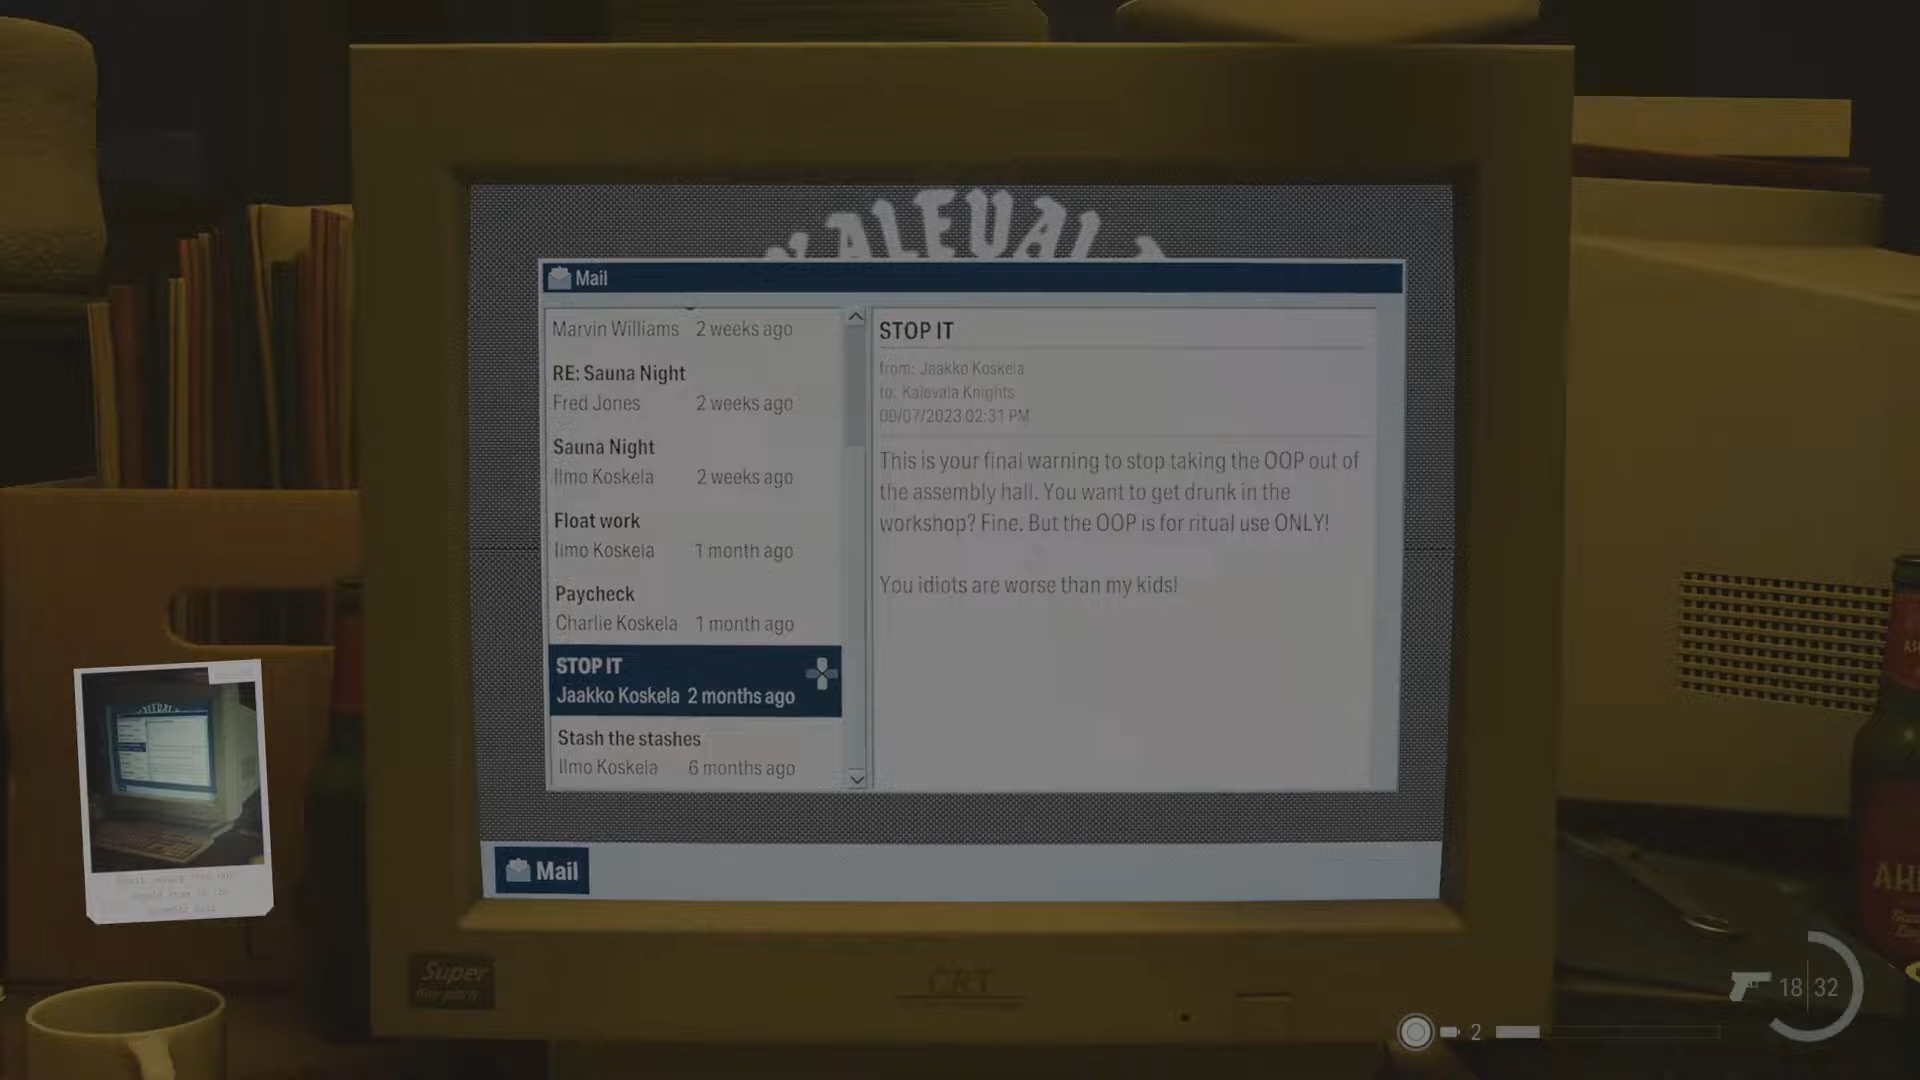 KALEVALA
Mail
Marvin Williams 2 weeks ago
RE: Sauna Night
Fred Jones 2 weeks ago
Sauna Night
Ilmo Koskela 2 weeks ago
Float work
Ilmo Koskela 1 month ago
Paycheck
Charlie Koskela 1 month ago
STOP IT
Jaakko Koskela 2 months ago
Stash the stashes
Ilmo Koskela 6 months ago
STOP IT
from: Jaakko Koskela
to: Kalevala Knights
09/07/2023 02:31 PM
This is your final warning to stop taking the OOP out of
the assembly hall. You want to get drunk in the
workshop? Fine. But the OOP is for ritual use ONLY!
You idiots are worse than my kids!
Mail
Super
fine pitch
CRT
AH
18 32
2